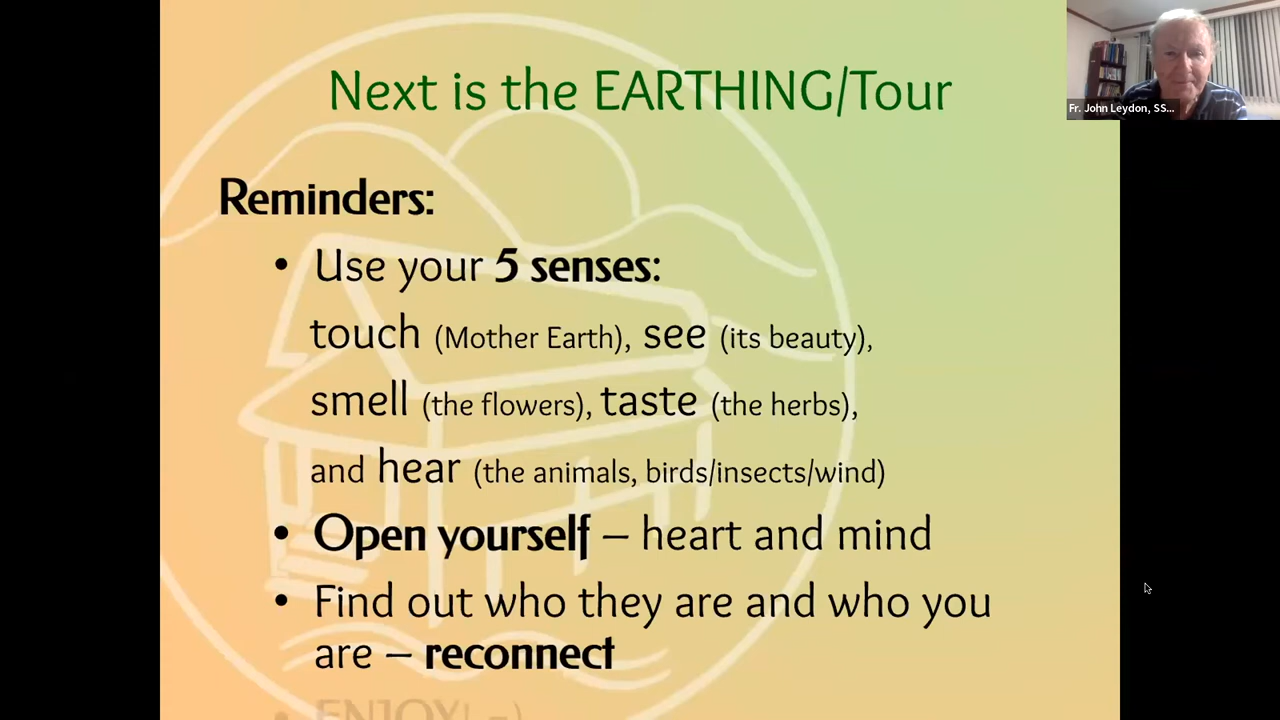 Next is the EARTHING/Tour
Fr. John Leydon, SS...
Reminders:
• Use your 5 senses:
touch (Mother Earth), see (its beauty),
smell (the flowers), taste (the herbs),
and hear (the animals, birds/insects/wind)
• Open yourself – heart and mind
• Find out who they are and who you
are – reconnect
• ENJOY! =)